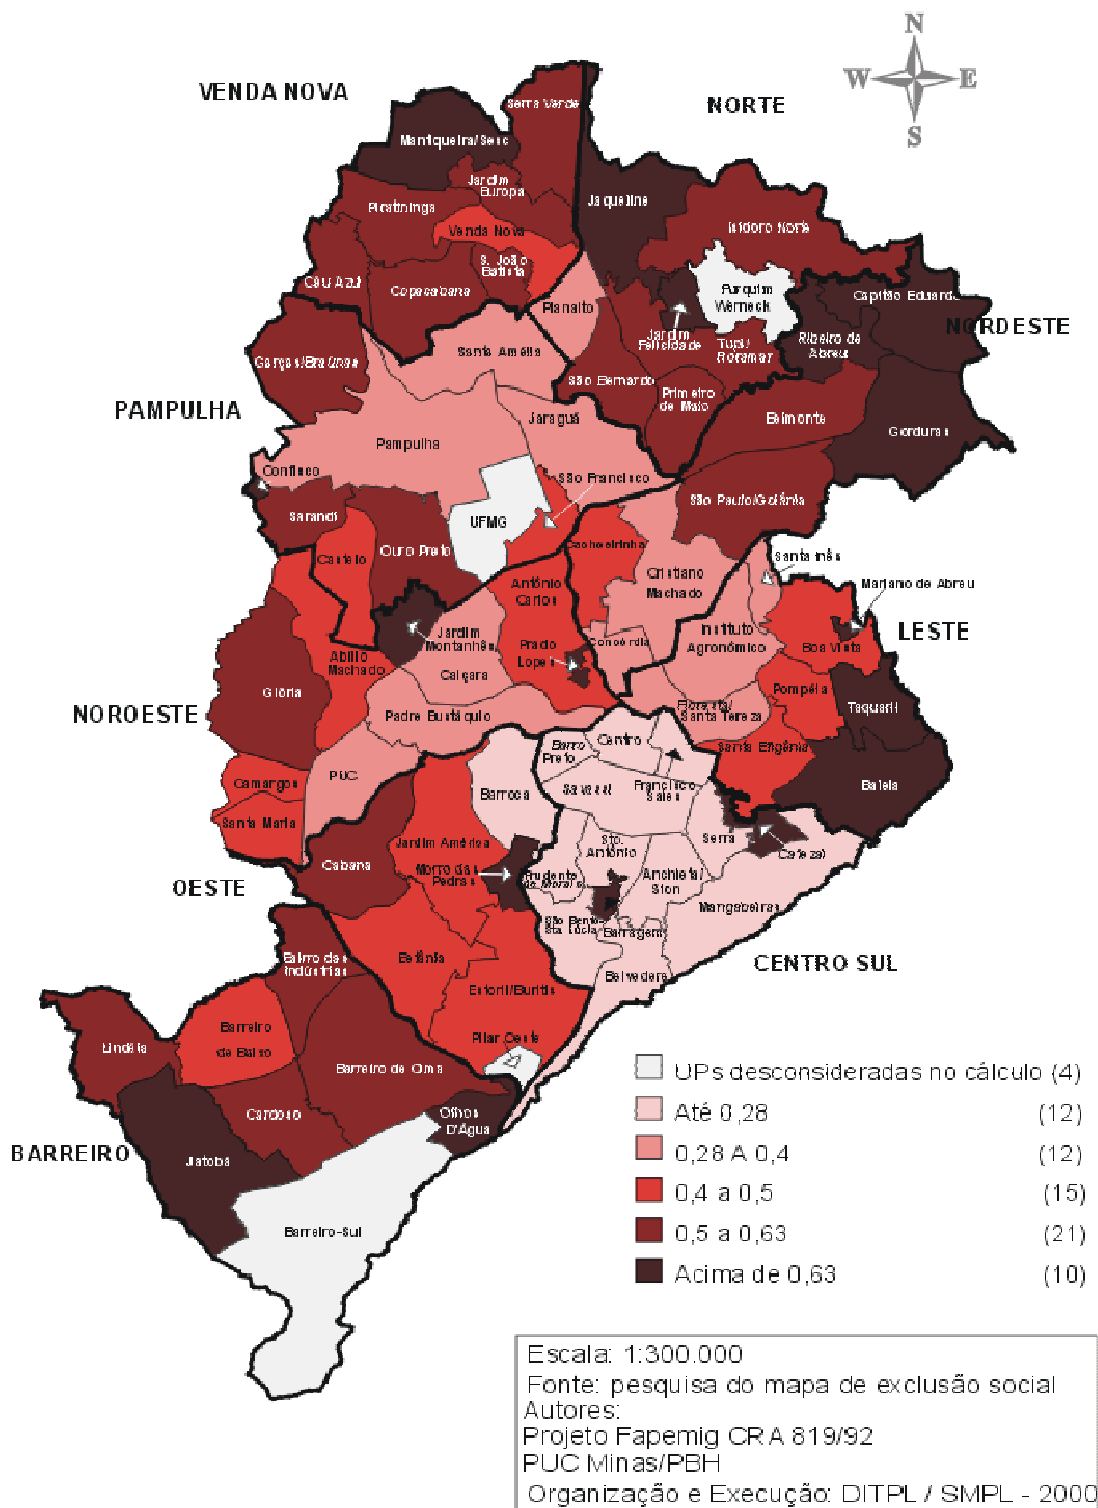 N
W E
S
VENDA NOVA
NORTE
Serra Verde
Mantiqueira/Sesc
Jardim
Europa
Jaqueline
Piratininga
Venda Nova
Isidoro Norte
S. João
Batista
Céu Azul
Copacabana
Furquim
Werneck
Capitão Eduardo
Planalto
NORDESTE
Jardim
Felicidade
Tupi/
Floramar
Ribeiro de
Abreu
Santa Amélia
Garças/Braúnas
São Bernardo
Primeiro
de Maio
PAMPULHA
Jaraguá
Belmonte
Gorduras
Pampulha
Confisco
São Francisco
São Paulo/Goiânia
Sarandi
UFMG
Ouro Preto
Cachoeirinha
Castelo
Santa Inês
Antônio
Carlos
Cristiano
Machado
Mariano de Abreu
LESTE
Jardim
Montanhês
Concórdia
Instituto
Agronômico
Boa Vista
Prado
Lopes
Abílio
Machado
Caiçara
Glória
Pompéia
NOROESTE
Padre Eustáquio
Floresta/
Santa Tereza
Taquaril
Santa Efigênia
Barro
Preto
Centro
PUC
Camargos
Baleia
Barroca
Savassi
Francisco
Sales
Santa Maria
Jardim América
Sto.
Antônio
Serra
Cafezal
Cabana
Morro das
Pedras
Prudente
de Morais
Anchieta/
Sion
OESTE
Mangabeiras
São Bento
Sta. Lúcia
Barragem
Bairro das
Indústrias
Betânia
Belvedere
CENTRO SUL
Estoril/Buritis
Barreiro
de Baixo
Pilar Oeste
Lindéia
Barreiro de Cima
Cardoso
Olhos
D'Água
BARREIRO
Jatobá
Barreiro-Sul
UPs desconsideradas no cálculo (4)
Até 0,28 (12)
0,28 A 0,4 (12)
0,4 a 0,5 (15)
0,5 a 0,63 (21)
Acima de 0,63 (10)
Escala: 1:300.000
Fonte: pesquisa do mapa de exclusão social
Autores:
Projeto Fapemig CRA 819/92
PUC Minas/PBH
Organização e Execução: DITPL / SMPL - 2000